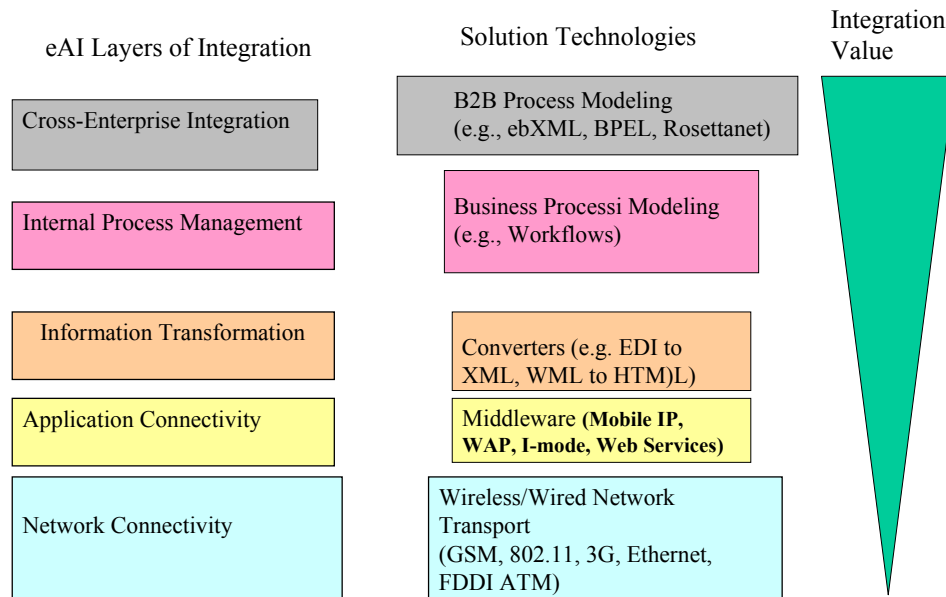 eAI Layers of Integration
Solution Technologies
Integration
Value
Cross-Enterprise Integration
B2B Process Modeling
(e.g., ebXML, BPEL, Rosettanet)
Internal Process Management
Business Processi Modeling
(e.g., Workflows)
Information Transformation
Converters (e.g. EDI to
XML, WML to HTM)L)
Application Connectivity
Middleware (Mobile IP,
WAP, I-mode, Web Services)
Network Connectivity
Wireless/Wired Network
Transport
(GSM, 802.11, 3G, Ethernet,
FDDI ATM)